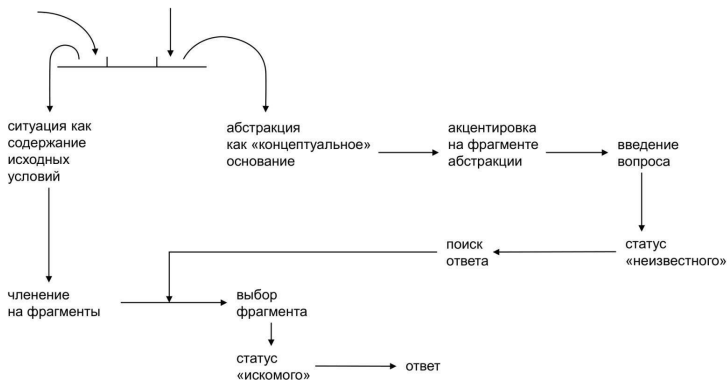 ситуация как
содержание
исходных
условий
абстракция
как «концептуальное»
основание
акцентировка
на фрагменте
абстракции
введение
вопроса
поиск
ответа
статус
«неизвестного»
членение
на фрагменты
выбор
фрагмента
статус
«искомого»
ответ